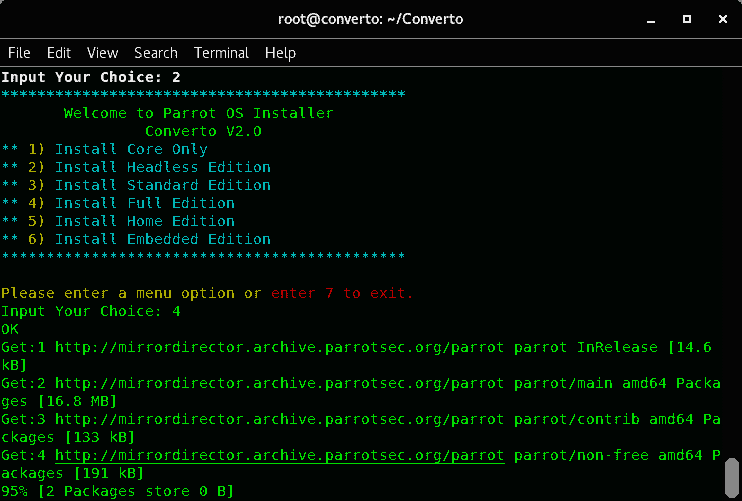 root@converto: ~/Converto
File Edit View Search Terminal Help
Input Your Choice: 2
*********************************************
Welcome to Parrot OS Installer
Converto V2.O
** 1) Install Core Only
** 2) Install Headless Edition
** 3) Install Standard Edition
** 4) Install Full Edition
** 5) Install Home Edition
** 6) Install Embedded Edition
*********************************************
Please enter a menu option or enter 7 to exit.
Input Your Choice: 4
OK
Get:1 http://mirrordirector.archive.parrotsec.org/parrot parrot InRelease [14.6
kB]
Get:2 http://mirrordirector.archive.parrotsec.org/parrot parrot/main amd64 Packa
ges [16.8 MB]
Get:3 http://mirrordirector.archive.parrotsec.org/parrot parrot/contrib amd64 Pa
ckages [133 kB]
Get:4 http://mirrordirector.archive.parrotsec.org/parrot parrot/non-free amd64 P
ackages [191 kB]
95% [2 Packages store 0 B]